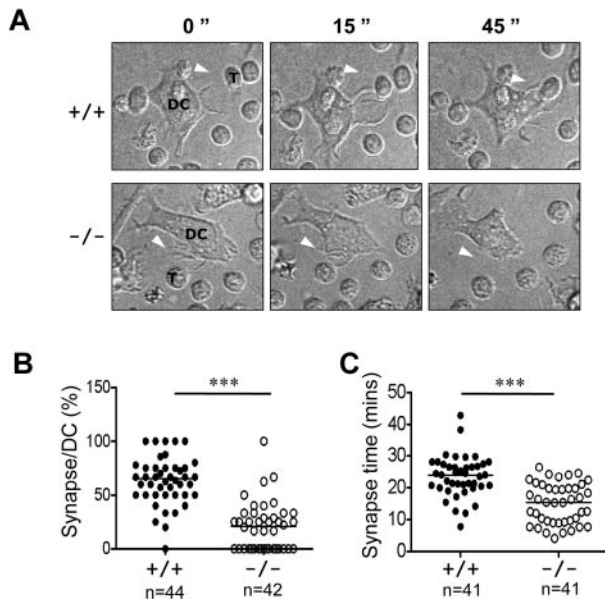 A
0 ” 15 ” 45 ”
+/+
T
DC
−/−
DC
T
B
***
Synapse/DC (%)
150
100
50
0
+/+ −/−
n=44 n=42
C
***
Synapse time (mins)
50
40
30
20
10
0
+/+ −/−
n=41 n=41